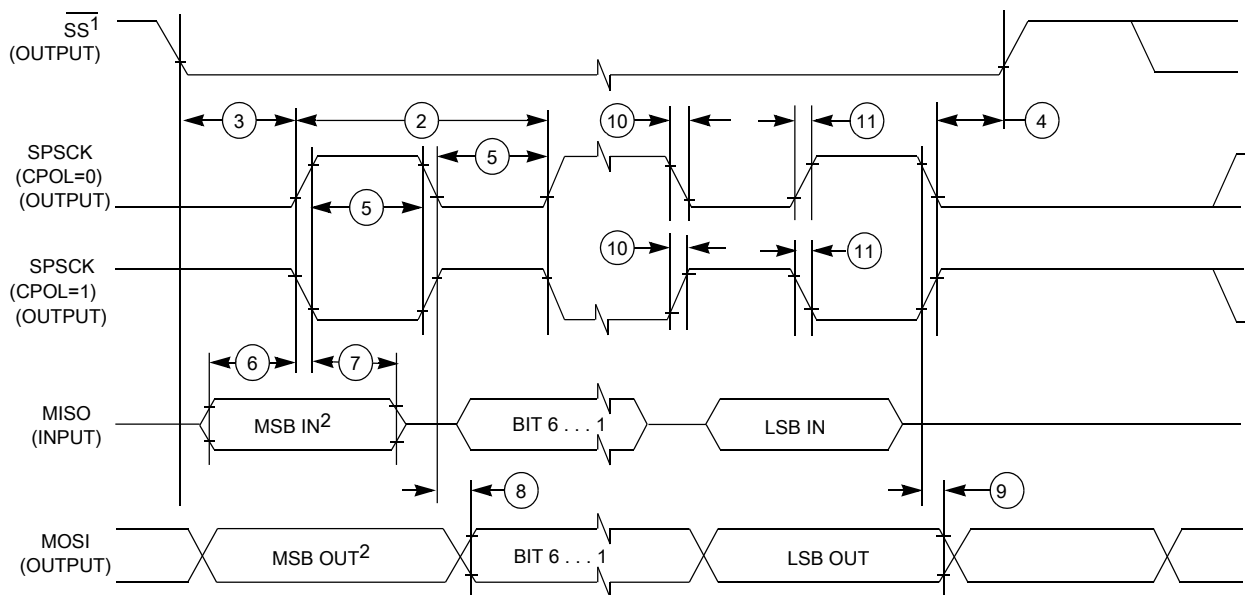 SS¹
(OUTPUT)
3
2
10
11
4
SPSCK
(CPOL=0)
(OUTPUT)
5
5
SPSCK
(CPOL=1)
(OUTPUT)
10
11
6
7
MISO
(INPUT)
MSB IN²
BIT 6 . . . 1
LSB IN
8
9
MOSI
(OUTPUT)
MSB OUT²
BIT 6 . . . 1
LSB OUT